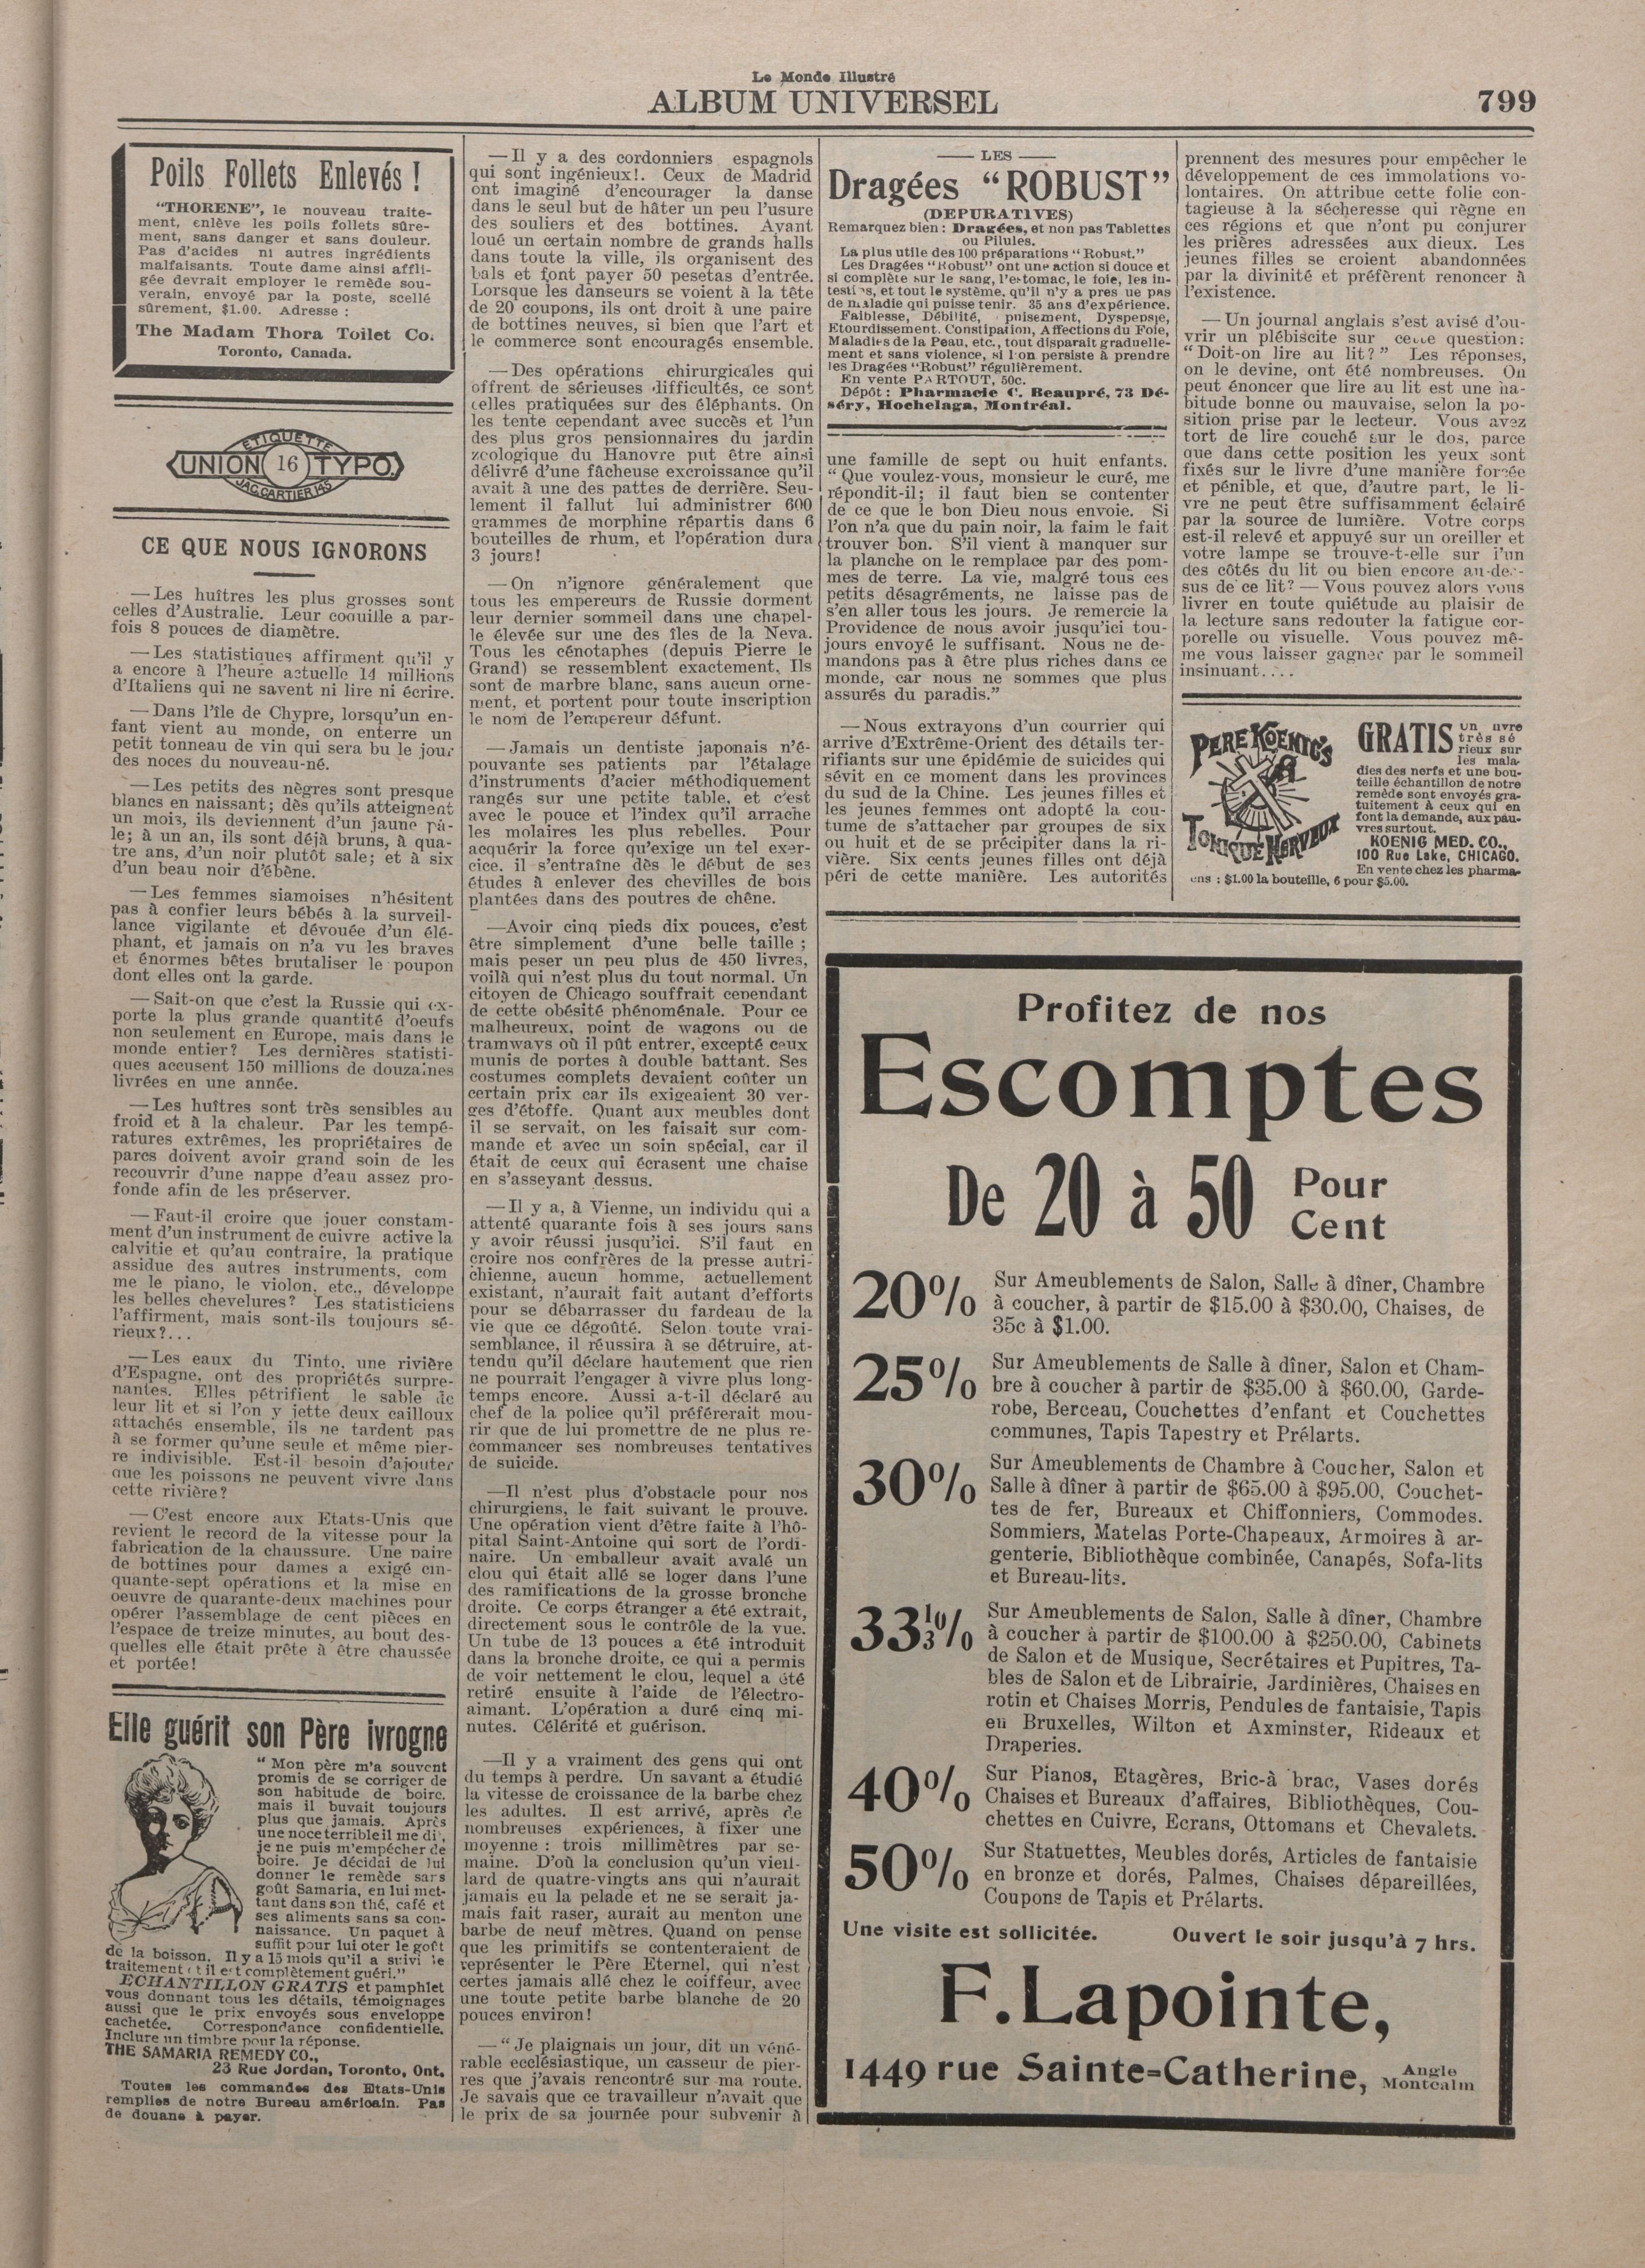 Le Monde Illustré
ALBUM UNIVERSEL
799
Poils Follets Enlevés !
"THORENE", le nouveau traite-
ment, enlève les poils follets sûre-
ment, sans danger et sans douleur.
Pas d'acides ni autres ingrédients
malfaisants. Toute dame ainsi affli-
gée devrait employer le remède sou-
verain, envoyé par la poste, scellé
sûrement, $1.00. Adresse :
The Madam Thora Toilet Co.
Toronto, Canada.
ETIQUETTE
UNION 16 TYPO.
JAC. CARTIER 145
CE QUE NOUS IGNORONS
— Les huîtres les plus grosses sont
celles d'Australie. Leur coquille a par-
fois 8 pouces de diamètre.
— Les statistiques affirment qu'il y
a encore à l'heure actuelle 14 millions
d'Italiens qui ne savent ni lire ni écrire.
— Dans l'île de Chypre, lorsqu'un en-
fant vient au monde, on enterre un
petit tonneau de vin qui sera bu le jour
des noces du nouveau-né.
— Les petits des nègres sont presque
blancs en naissant; dès qu'ils atteignent
un mois, ils deviennent d'un jaune pâ-
le; à un an, ils sont déjà bruns, à qua-
tre ans, d'un noir plutôt sale; et à six
d'un beau noir d'ébène.
— Les femmes siamoises n'hésitent
pas à confier leurs bébés à la surveil-
lance vigilante et dévouée d'un élé-
phant, et jamais on n'a vu les braves
et énormes bêtes brutaliser le poupon
dont elles ont la garde.
— Sait-on que c'est la Russie qui ex-
porte la plus grande quantité d'oeufs
non seulement en Europe, mais dans le
monde entier? Les dernières statisti-
ques accusent 150 millions de douzaines
livrées en une année.
— Les huîtres sont très sensibles au
froid et à la chaleur. Par les tempé-
ratures extrêmes, les propriétaires de
parcs doivent avoir grand soin de les
recouvrir d'une nappe d'eau assez pro-
fonde afin de les préserver.
— Faut-il croire que jouer constam-
ment d'un instrument de cuivre active la
calvitie et qu'au contraire, la pratique
assidue des autres instruments, com
me le piano, le violon, etc., développe
les belles chevelures? Les statisticiens
l'affirment, mais sont-ils toujours sé-
rieux?...
— Les eaux du Tinto, une rivière
d'Espagne, ont des propriétés surpre-
nantes. Elles pétrifient le sable de
leur lit et si l'on y jette deux cailloux
attachés ensemble, ils ne tardent pas
à se former qu'une seule et même pier-
re indivisible. Est-il besoin d'ajouter
que les poissons ne peuvent vivre dans
cette rivière?
— C'est encore aux Etats-Unis que
revient le record de la vitesse pour la
fabrication de la chaussure. Une paire
de bottines pour dames a exigé cin-
quante-sept opérations et la mise en
oeuvre de quarante-deux machines pour
opérer l'assemblage de cent pièces en
l'espace de treize minutes, au bout des-
quelles elle était prête à être chaussée
et portée!
Elle guérit son Père ivrogne
" Mon père m'a souvent
promis de se corriger de
son habitude de boire.
mais il buvait toujours
plus que jamais. Après
une noce terrible il me dit,
je ne puis m'empêcher de
boire. Je décidai de lui
donner le remède sans
goût Samaria, en lui met-
tant dans son thé, café et
ses aliments sans sa con-
naissance. Un paquet à
suffit pour lui oter le goût
de la boisson. Il y a 15 mois qu'il a suivi le
traitement et il est complètement guéri."
ECHANTILLON GRATIS et pamphlet
vous donnant tous les détails, témoignages
aussi que le prix envoyés sous enveloppe
cachetée. Correspondance confidentielle.
Inclure un timbre pour la réponse.
THE SAMARIA REMEDY CO.,
23 Rue Jordan, Toronto, Ont.
Toutes les commandes des Etats-Unis
remplies de notre Bureau américain. Pas
de douane à payer.
— Il y a des cordonniers espagnols
qui sont ingénieux!. Ceux de Madrid
ont imaginé d'encourager la danse
dans le seul but de hâter un peu l'usure
des souliers et des bottines. Ayant
loué un certain nombre de grands halls
dans toute la ville, ils organisent des
bals et font payer 50 pesetas d'entrée.
Lorsque les danseurs se voient à la tête
de 20 coupons, ils ont droit à une paire
de bottines neuves, si bien que l'art et
le commerce sont encouragés ensemble.
— Des opérations chirurgicales qui
offrent de sérieuses difficultés, ce sont
celles pratiquées sur des éléphants. On
les tente cependant avec succès et l'un
des plus gros pensionnaires du jardin
zoologique du Hanovre put être ainsi
délivré d'une fâcheuse excroissance qu'il
avait à une des pattes de derrière. Seu-
lement il fallut lui administrer 600
grammes de morphine répartis dans 6
bouteilles de rhum, et l'opération dura
3 jours!
— On n'ignore généralement que
tous les empereurs de Russie dorment
leur dernier sommeil dans une chapel-
le élevée sur une des îles de la Neva.
Tous les cénotaphes (depuis Pierre le
Grand) se ressemblent exactement. Ils
sont de marbre blanc, sans aucun orne-
ment, et portent pour toute inscription
le nom de l'empereur défunt.
— Jamais un dentiste japonais n'é-
pouvante ses patients par l'étalage
d'instruments d'acier méthodiquement
rangés sur une petite table, et c'est
avec le pouce et l'index qu'il arrache
les molaires les plus rebelles. Pour
acquérir la force qu'exige un tel exer-
cice, il s'entraîne dès le début de ses
études à enlever des chevilles de bois
plantées dans des poutres de chêne.
—Avoir cinq pieds dix pouces, c'est
être simplement d'une belle taille ;
mais peser un peu plus de 450 livres,
voilà qui n'est plus du tout normal. Un
citoyen de Chicago souffrait cependant
de cette obésité phénoménale. Pour ce
malheureux, point de wagons ou de
tramways où il pût entrer, excepté ceux
munis de portes à double battant. Ses
costumes complets devaient coûter un
certain prix car ils exigeaient 30 ver-
ges d'étoffe. Quant aux meubles dont
il se servait, on les faisait sur com-
mande et avec un soin spécial, car il
était de ceux qui écrasent une chaise
en s'asseyant dessus.
— Il y a, à Vienne, un individu qui a
attenté quarante fois à ses jours sans
y avoir réussi jusqu'ici. S'il faut en
croire nos confrères de la presse autri-
chienne, aucun homme, actuellement
existant, n'aurait fait autant d'efforts
pour se débarrasser du fardeau de la
vie que ce dégoûté. Selon toute vrai-
semblance, il réussira à se détruire, at-
tendu qu'il déclare hautement que rien
ne pourrait l'engager à vivre plus long-
temps encore. Aussi a-t-il déclaré au
chef de la police qu'il préférerait mou-
rir que de lui promettre de ne plus re-
commancer ses nombreuses tentatives
de suicide.
—Il n'est plus d'obstacle pour nos
chirurgiens, le fait suivant le prouve.
Une opération vient d'être faite à l'hô-
pital Saint-Antoine qui sort de l'ordi-
naire. Un emballeur avait avalé un
clou qui était allé se loger dans l'une
des ramifications de la grosse bronche
droite. Ce corps étranger a été extrait,
directement sous le contrôle de la vue.
Un tube de 13 pouces a été introduit
dans la bronche droite, ce qui a permis
de voir nettement le clou, lequel a été
retiré ensuite à l'aide de l'électro-
aimant. L'opération a duré cinq mi-
nutes. Célérité et guérison.
—Il y a vraiment des gens qui ont
du temps à perdre. Un savant a étudié
la vitesse de croissance de la barbe chez
les adultes. Il est arrivé, après de
nombreuses expériences, à fixer une
moyenne : trois millimètres par se-
maine. D'où la conclusion qu'un vieil-
lard de quatre-vingts ans qui n'aurait
jamais eu la pelade et ne se serait ja-
mais fait raser, aurait au menton une
barbe de neuf mètres. Quand on pense
que les primitifs se contenteraient de
représenter le Père Eternel, qui n'est
certes jamais allé chez le coiffeur, avec
une toute petite barbe blanche de 20
pouces environ!
— " Je plaignais un jour, dit un véné-
rable ecclésiastique, un casseur de pier-
res que j'avais rencontré sur ma route.
Je savais que ce travailleur n'avait que
le prix de sa journée pour subvenir à
LES
Dragées "ROBUST"
(DEPURATIVES)
Remarquez bien : Dragées, et non pas Tablettes
ou Pilules.
La plus utile des 100 préparations "Robust."
Les Dragées "Robust" ont une action si douce et
si complète sur le sang, l'estomac, le foie, les in-
testins, et tout le système, qu'il n'y a pres ue pas
de maladie qui puisse tenir. 35 ans d'expérience.
Faiblesse, Débilité, puisement, Dyspepsie,
Etourdissement. Constipation, Affections du Foie,
Maladies de la Peau, etc., tout disparait graduelle-
ment et sans violence, si l'on persiste à prendre
les Dragées "Robust" régulièrement.
En vente PARTOUT, 50c.
Dépôt : Pharmacie C. Beaupré, 73 Dé-
séry, Hochelaga, Montréal.
une famille de sept ou huit enfants.
" Que voulez-vous, monsieur le curé, me
répondit-il; il faut bien se contenter
de ce que le bon Dieu nous envoie. Si
l'on n'a que du pain noir, la faim le fait
trouver bon. S'il vient à manquer sur
la planche on le remplace par des pom-
mes de terre. La vie, malgré tous ces
petits désagréments, ne laisse pas de
s'en aller tous les jours. Je remercie la
Providence de nous avoir jusqu'ici tou-
jours envoyé le suffisant. Nous ne de-
mandons pas à être plus riches dans ce
monde, car nous ne sommes que plus
assurés du paradis."
— Nous extrayons d'un courrier qui
arrive d'Extrême-Orient des détails ter-
rifiants sur une épidémie de suicides qui
sévit en ce moment dans les provinces
du sud de la Chine. Les jeunes filles et
les jeunes femmes ont adopté la cou-
tume de s'attacher par groupes de six
ou huit et de se précipiter dans la ri-
vière. Six cents jeunes filles ont déjà
péri de cette manière. Les autorités
prennent des mesures pour empêcher le
développement de ces immolations vo-
lontaires. On attribue cette folie con-
tagieuse à la sécheresse qui règne en
ces régions et que n'ont pu conjurer
les prières adressées aux dieux. Les
jeunes filles se croient abandonnées
par la divinité et préfèrent renoncer à
l'existence.
— Un journal anglais s'est avisé d'ou-
vrir un plébiscite sur cette question:
" Doit-on lire au lit?" Les réponses,
on le devine, ont été nombreuses. On
peut énoncer que lire au lit est une ha-
bitude bonne ou mauvaise, selon la po-
sition prise par le lecteur. Vous avez
tort de lire couché sur le dos, parce
que dans cette position les yeux sont
fixés sur le livre d'une manière forcée
et pénible, et que, d'autre part, le li-
vre ne peut être suffisamment éclairé
par la source de lumière. Votre corps
est-il relevé et appuyé sur un oreiller et
votre lampe se trouve-t-elle sur l'un
des côtés du lit ou bien encore au-des-
sus de ce lit? — Vous pouvez alors vous
livrer en toute quiétude au plaisir de
la lecture sans redouter la fatigue cor-
porelle ou visuelle. Vous pouvez mê-
me vous laisser gagner par le sommeil
insinuant....
PERE KOENIG'S
TONIQUE NERVEUX
GRATIS un livre
très sé
rieux sur
les mala-
dies des nerfs et une bou-
teille échantillon de notre
remède sont envoyés gra-
tuitement à ceux qui en
font la demande, aux pau-
vres surtout.
KOENIG MED. CO.,
100 Rue Lake, CHICAGO.
En vente chez les pharma-
ens : $1.00 la bouteille, 6 pour $5.00.
Profitez de nos
Escomptes
De 20 à 50 Pour Cent
20% Sur Ameublements de Salon, Salle à dîner, Chambre
à coucher, à partir de $15.00 à $30.00, Chaises, de
35c à $1.00.
25% Sur Ameublements de Salle à dîner, Salon et Cham-
bre à coucher à partir de $35.00 à $60.00, Garde-
robe, Berceau, Couchettes d'enfant et Couchettes
communes, Tapis Tapestry et Prélarts.
30% Sur Ameublements de Chambre à Coucher, Salon et
Salle à dîner à partir de $65.00 à $95.00, Couchet-
tes de fer, Bureaux et Chiffonniers, Commodes.
Sommiers, Matelas Porte-Chapeaux, Armoires à ar-
genterie, Bibliothèque combinée, Canapés, Sofa-lits
et Bureau-lits.
33⅓% Sur Ameublements de Salon, Salle à dîner, Chambre
à coucher à partir de $100.00 à $250.00, Cabinets
de Salon et de Musique, Secrétaires et Pupitres, Ta-
bles de Salon et de Librairie, Jardinières, Chaises en
rotin et Chaises Morris, Pendules de fantaisie, Tapis
en Bruxelles, Wilton et Axminster, Rideaux et
Draperies.
40% Sur Pianos, Etagères, Bric-à brac, Vases dorés
Chaises et Bureaux d'affaires, Bibliothèques, Cou-
chettes en Cuivre, Ecrans, Ottomans et Chevalets.
50% Sur Statuettes, Meubles dorés, Articles de fantaisie
en bronze et dorés, Palmes, Chaises dépareillées,
Coupons de Tapis et Prélarts.
Une visite est sollicitée. Ouvert le soir jusqu'à 7 hrs.
F. Lapointe,
1449 rue Sainte-Catherine, Angle Montcalm